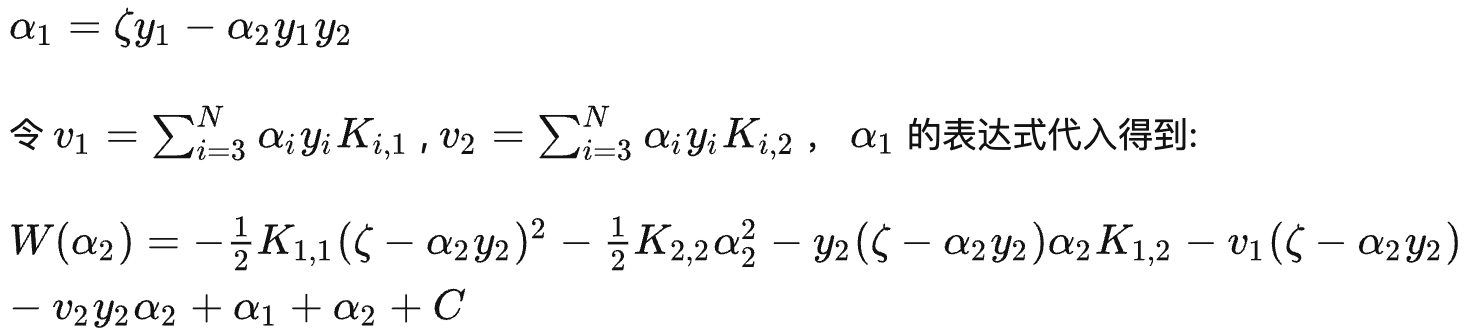 α₁ = ζy₁ − α₂y₁y₂
令 v₁ = ∑ᵢ₌₃ᴺ αᵢyᵢKᵢ,₁ , v₂ = ∑ᵢ₌₃ᴺ αᵢyᵢKᵢ,₂ ， α₁ 的表达式代入得到:
W(α₂) = −½K₁,₁(ζ − α₂y₂)² − ½K₂,₂α₂² − y₂(ζ − α₂y₂)α₂K₁,₂ − v₁(ζ − α₂y₂)
− v₂y₂α₂ + α₁ + α₂ + C